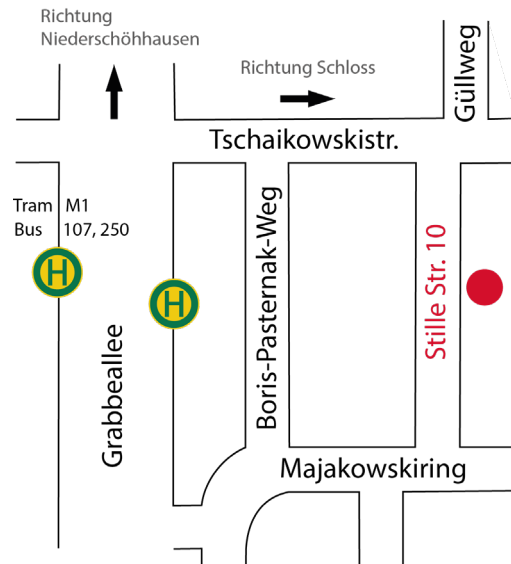 Richtung
Niederschöhhausen
Richtung Schloss
Güllweg
Tschaikowskistr.
Tram M1
Bus 107, 250
H
H
Grabbeallee
Boris-Pasternak-Weg
Stille Str. 10
Majakowskiring